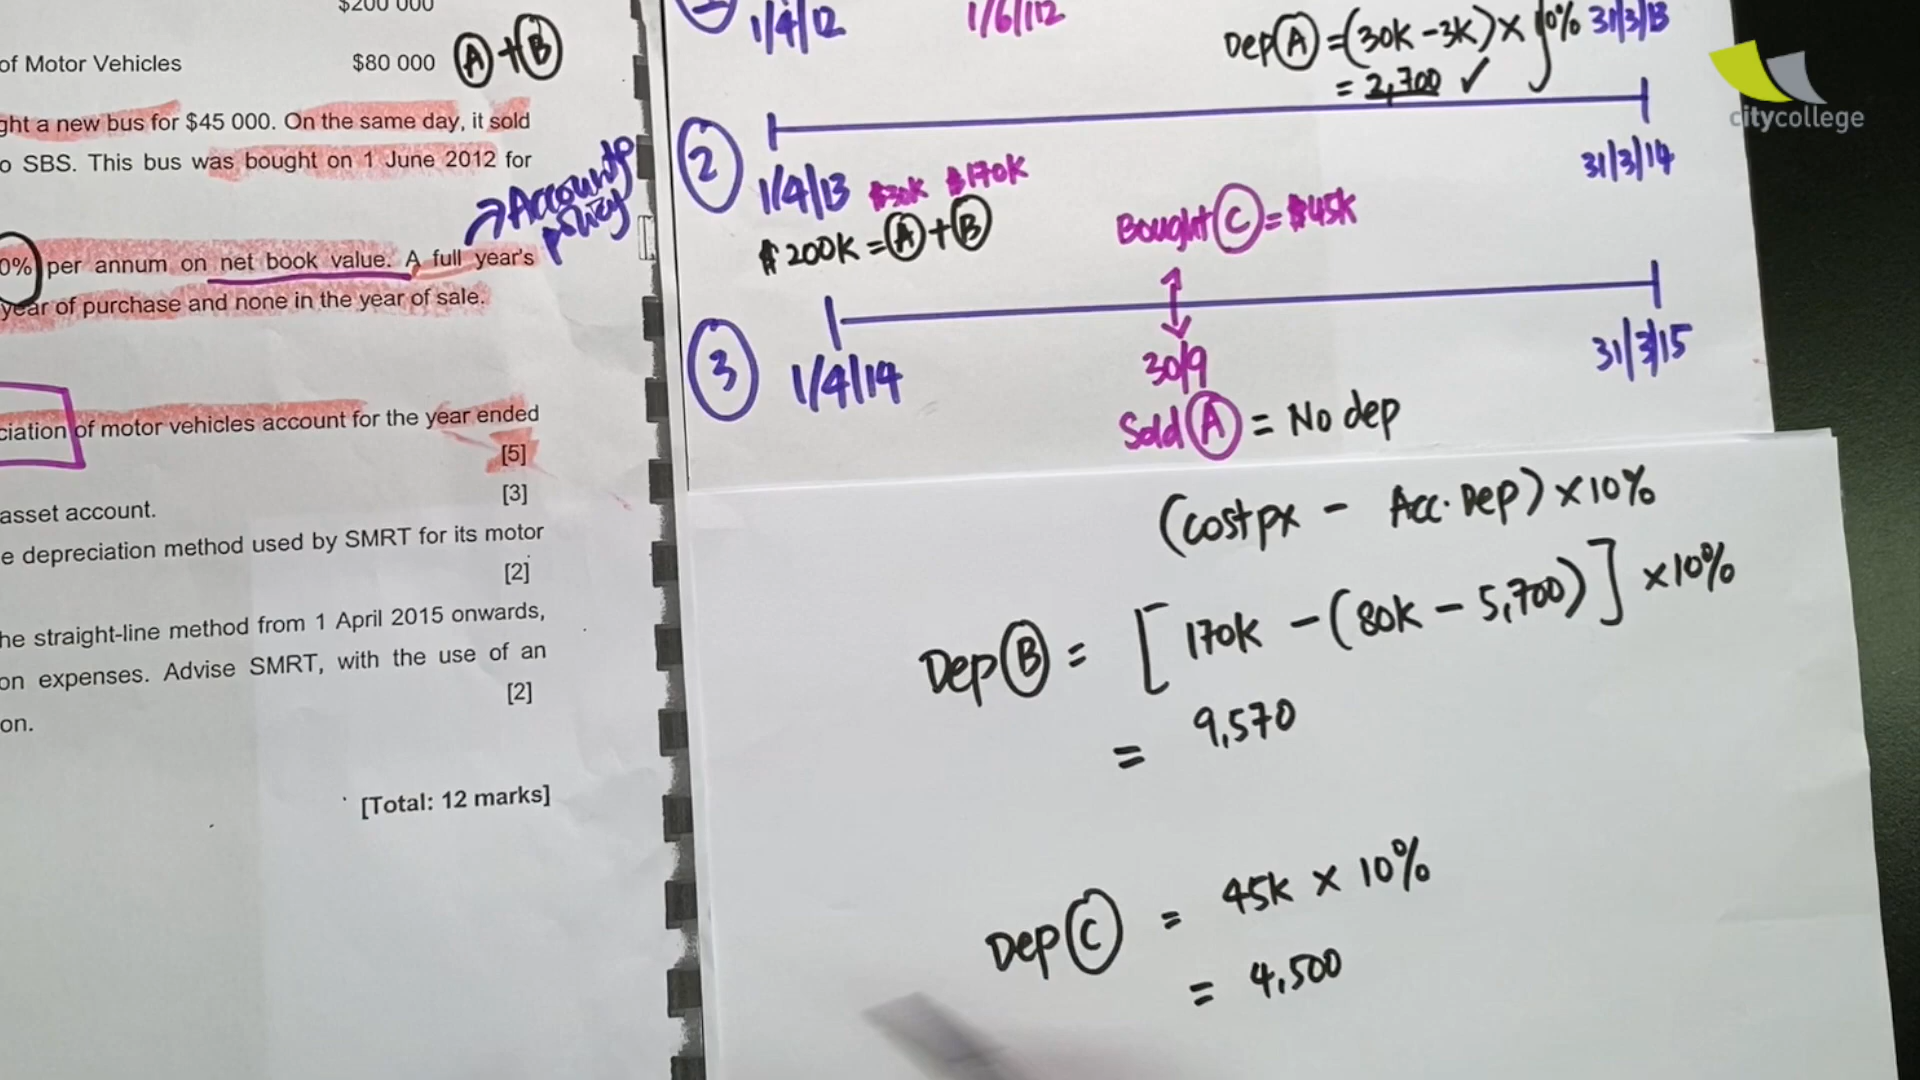 $200 000
of Motor Vehicles $80 000 A + B
ght a new bus for $45 000. On the same day, it sold
o SBS. This bus was bought on 1 June 2012 for
→ Accounting policy
0% per annum on net book value. A full year's
year of purchase and none in the year of sale.
ciation of motor vehicles account for the year ended
[5]
[3]
asset account.
e depreciation method used by SMRT for its motor
[2]
he straight-line method from 1 April 2015 onwards,
on expenses. Advise SMRT, with the use of an
[2]
on.
[Total: 12 marks]
1/4/12 1/6/12 31/3/13
Dep A = (30K - 3K) × 10%
= 2,700 ✓
2
1/4/13 31/3/14
$30K $170K
$200K = A + B
Bought C = $45K
3
1/4/14 30/9 31/3/15
Sold A = No dep
(cost px - Acc. Dep) × 10%
Dep B = [170K - (80K - 5,700)] × 10%
= 9,570
Dep C = 45K × 10%
= 4,500
citycollege